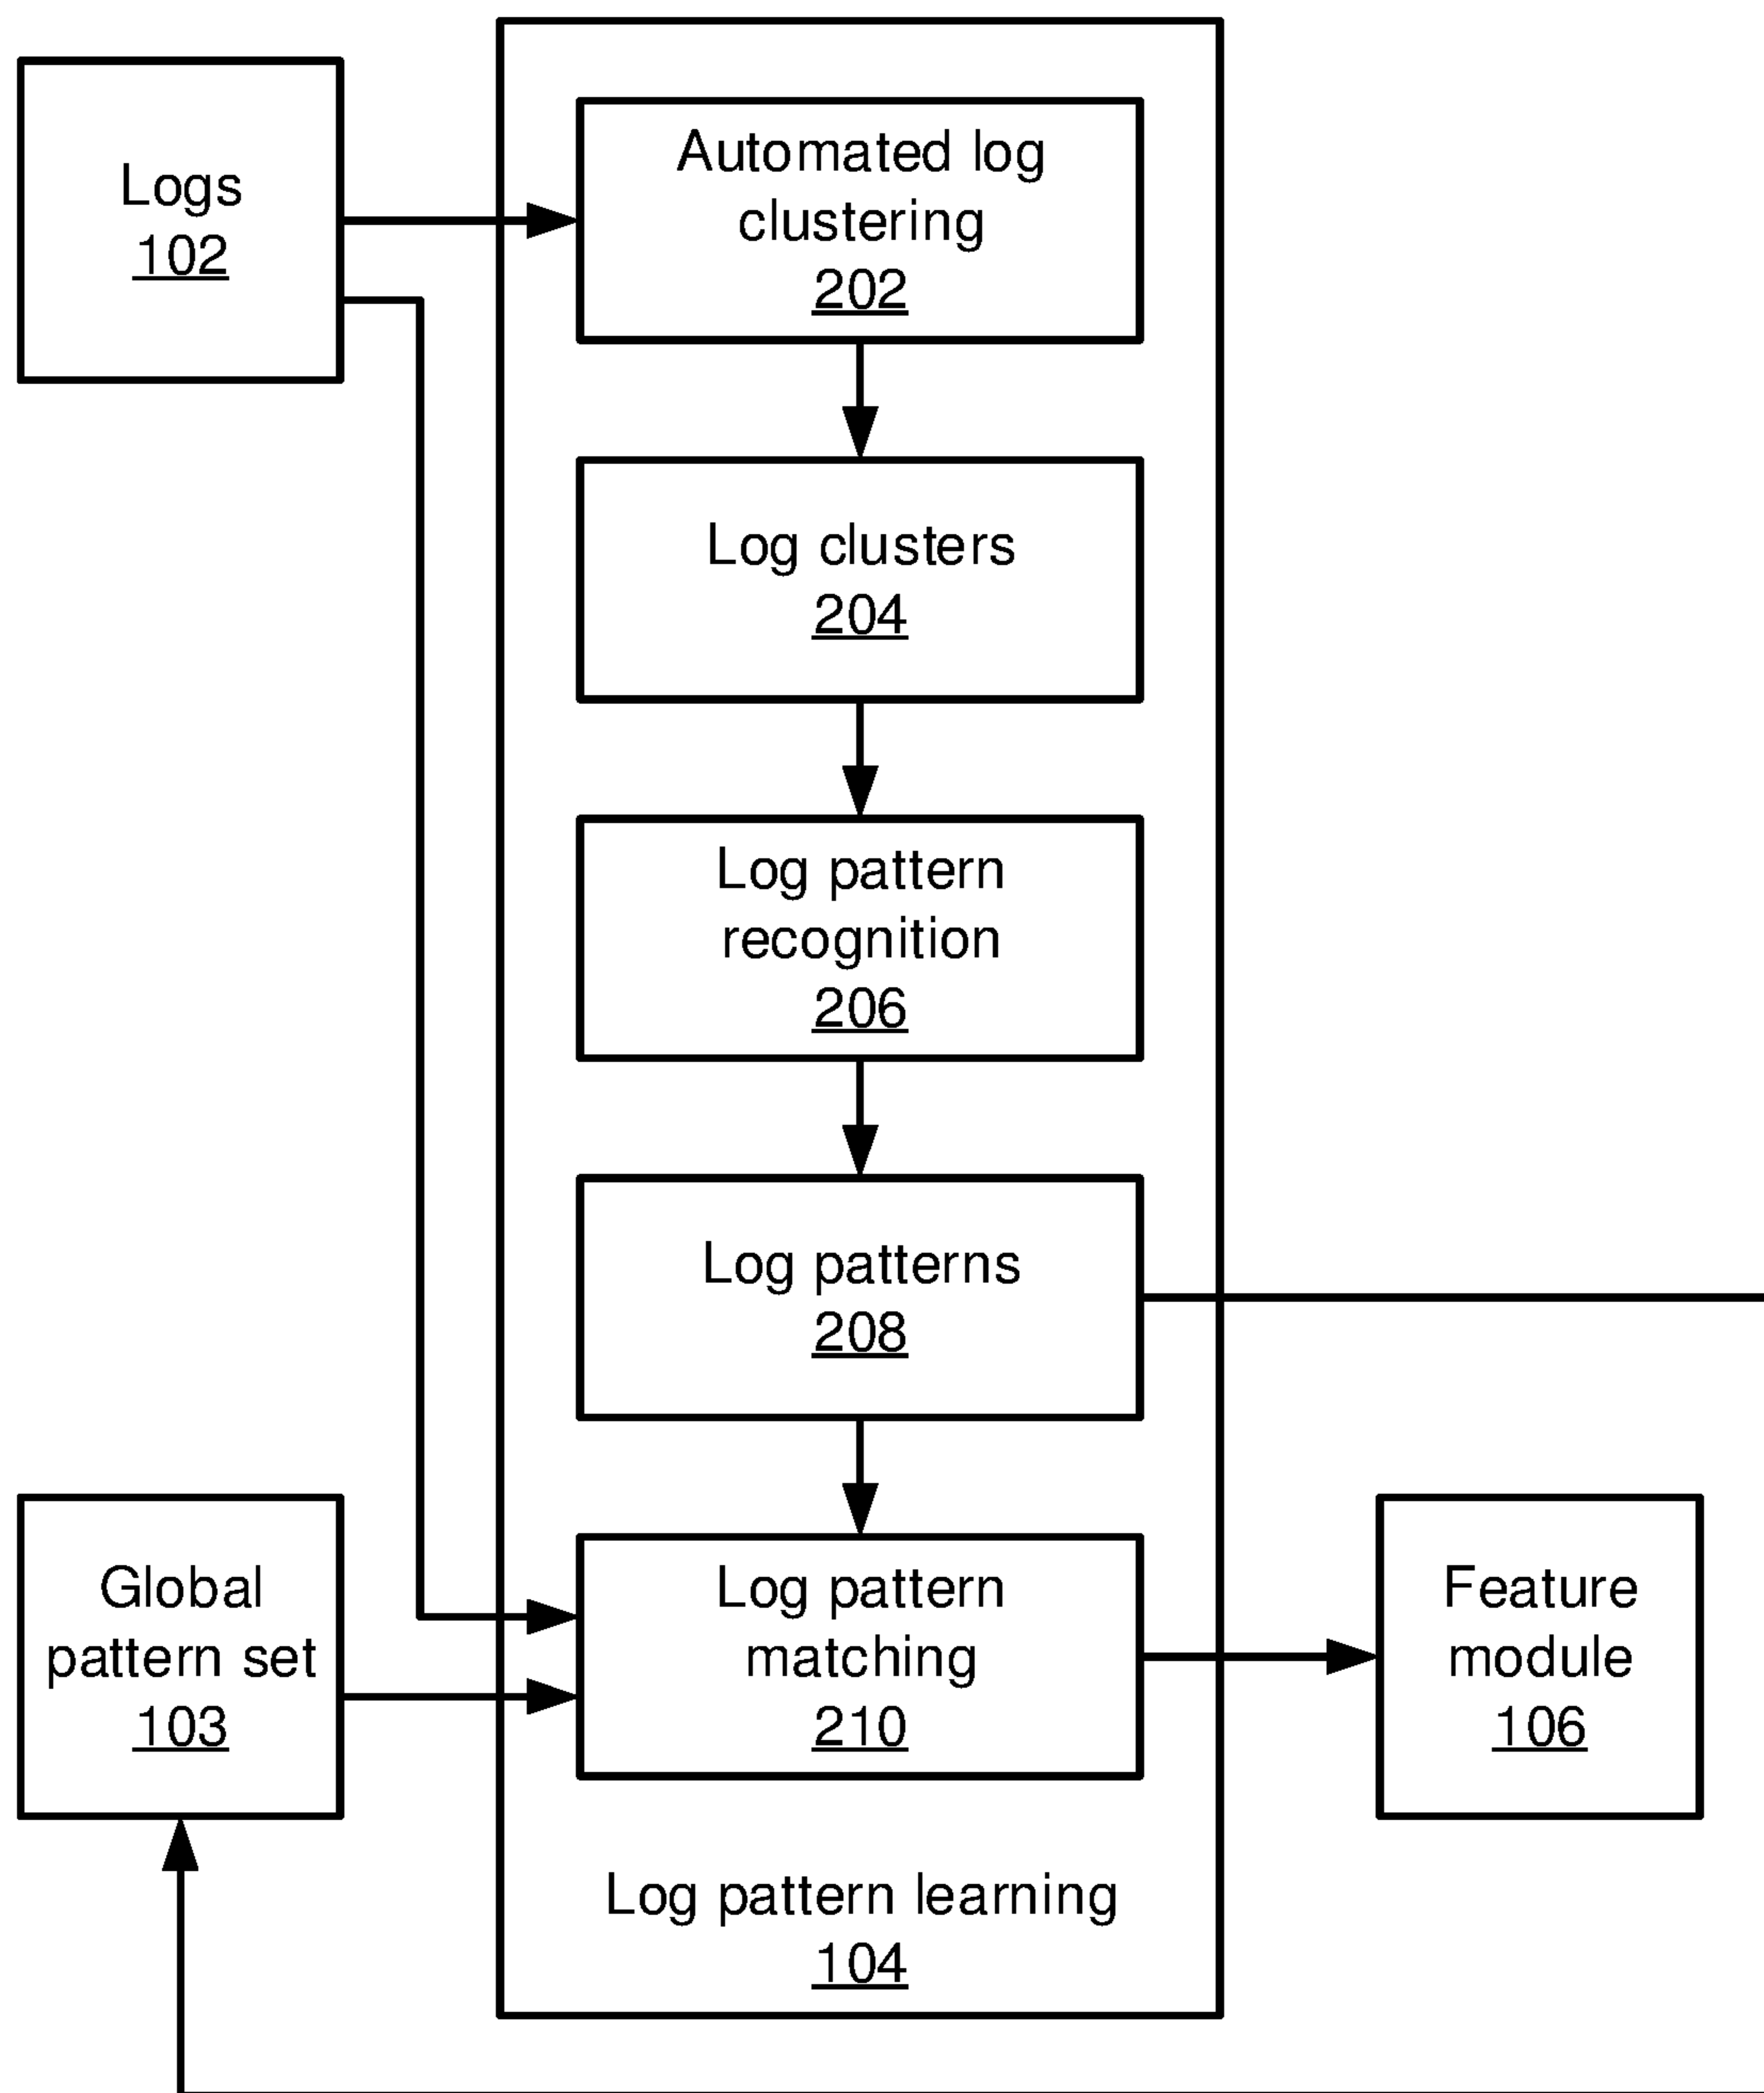 Logs
102
Automated log
clustering
202
Log clusters
204
Log pattern
recognition
206
Log patterns
208
Global
pattern set
103
Log pattern
matching
210
Feature
module
106
Log pattern learning
104